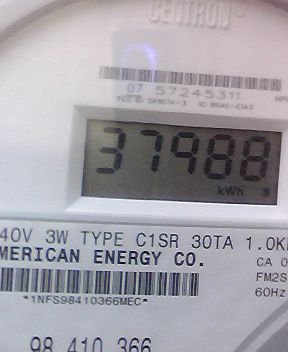 CENTRON
07 57245311
37988
kWh
40V 3W TYPE C1SR 30TA 1.0K
MERICAN ENERGY CO.
CA 0
FM2S
60Hz
*1NFS98410366MEC*
98 410 366